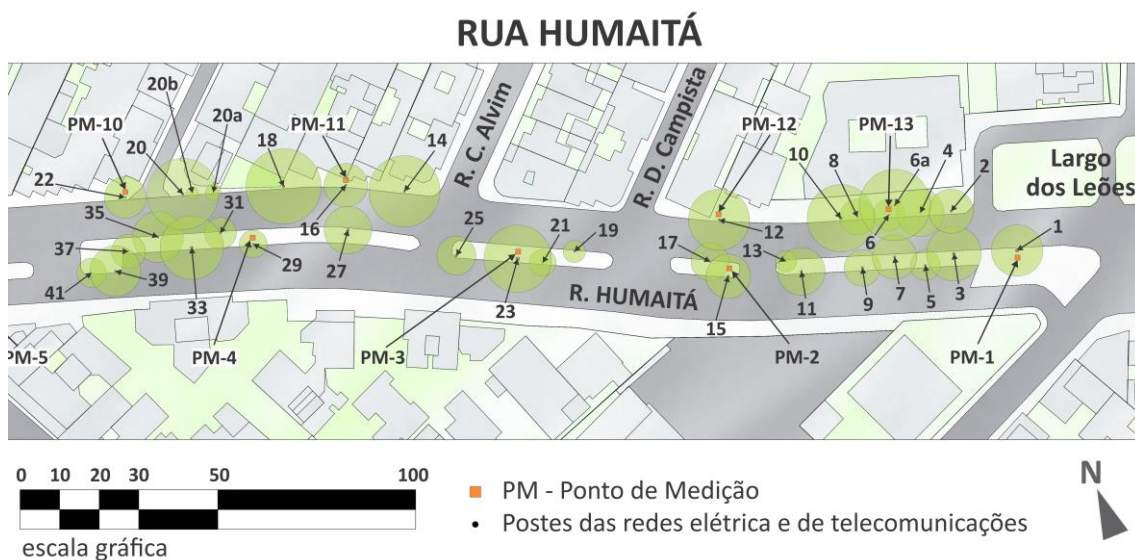 RUA HUMAITÁ
20b
20a
PM-10
20
22
18
PM-11
14
16
R. C. Alvim
R. D. Campista
PM-12
12
PM-13
10
8
6a
4
2
6
Largo
dos Leões
35
31
37
41
39
33
29
27
25
21
19
23
17
13
15
11
9
7
5
3
1
R. HUMAITÁ
PM-5
PM-4
PM-3
PM-2
PM-1
0 10 20 30 50 100
escala gráfica
PM - Ponto de Medição
Postes das redes elétrica e de telecomunicações
N